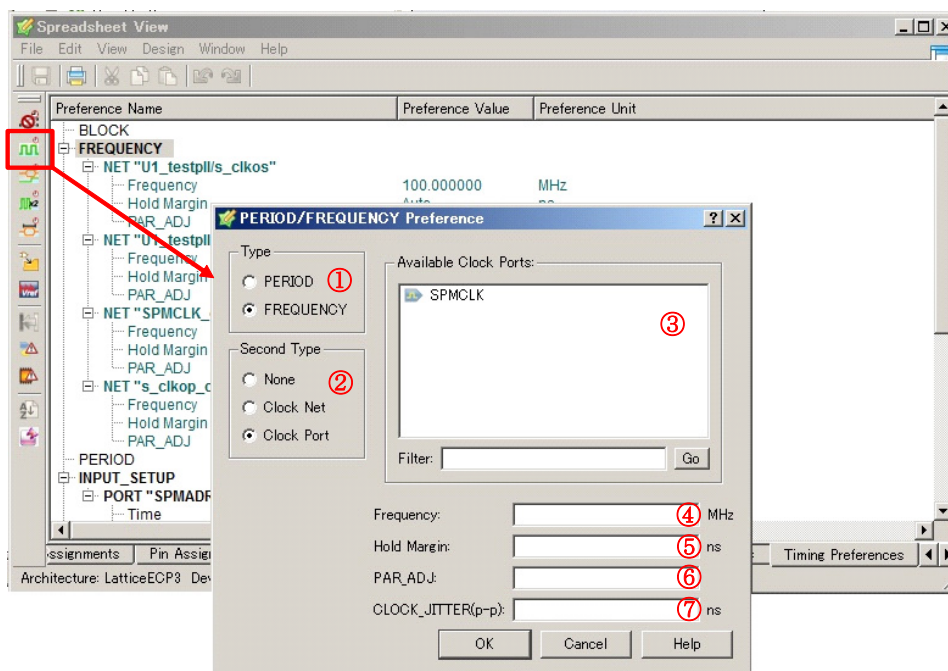 Spreadsheet View
File Edit View Design Window Help
Preference Name Preference Value Preference Unit
BLOCK
FREQUENCY
NET "U1_testpll/s_clkos"
Frequency 100.000000 MHz
Hold Margin Auto ns
PAR_ADJ
NET "U1_testpll
Frequency
Hold Margin
PAR_ADJ
NET "SPMCLK_
Frequency
Hold Margin
PAR_ADJ
NET "s_clkop_c
Frequency
Hold Margin
PAR_ADJ
PERIOD
INPUT_SETUP
PORT "SPMADR
Time
ssignments Pin Assig Timing Preferences
Architecture: LatticeECP3 Dev
PERIOD/FREQUENCY Preference
Type
PERIOD ①
FREQUENCY
Second Type
None ②
Clock Net
Clock Port
Available Clock Ports:
SPMCLK
③
Filter: Go
Frequency: ④ MHz
Hold Margin: ⑤ ns
PAR_ADJ: ⑥
CLOCK_JITTER(p-p): ⑦ ns
OK Cancel Help